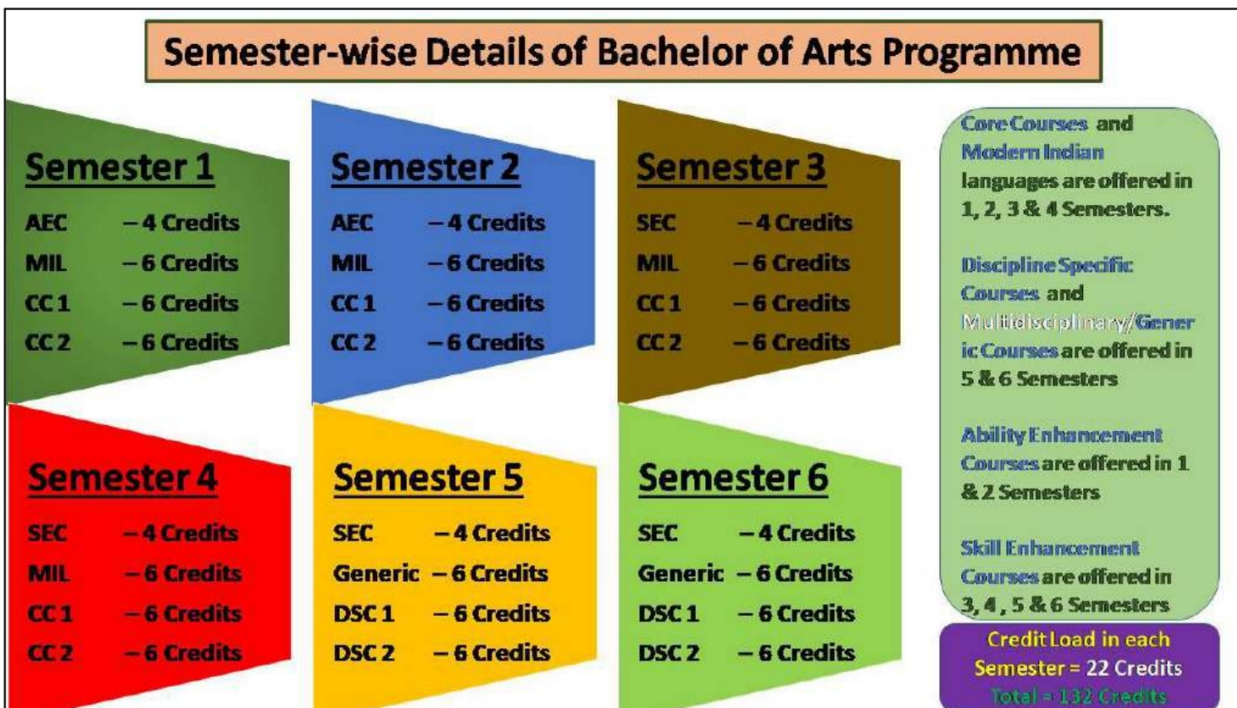 Semester-wise Details of Bachelor of Arts Programme
Semester 1
AEC – 4 Credits
MIL – 6 Credits
CC 1 – 6 Credits
CC 2 – 6 Credits
Semester 2
AEC – 4 Credits
MIL – 6 Credits
CC 1 – 6 Credits
CC 2 – 6 Credits
Semester 3
SEC – 4 Credits
MIL – 6 Credits
CC 1 – 6 Credits
CC 2 – 6 Credits
Semester 4
SEC – 4 Credits
MIL – 6 Credits
CC 1 – 6 Credits
CC 2 – 6 Credits
Semester 5
SEC – 4 Credits
Generic – 6 Credits
DSC 1 – 6 Credits
DSC 2 – 6 Credits
Semester 6
SEC – 4 Credits
Generic – 6 Credits
DSC 1 – 6 Credits
DSC 2 – 6 Credits
Core Courses and
Modern Indian
languages are offered in
1, 2, 3 & 4 Semesters.
Discipline Specific
Courses and
Multidisciplinary/Gener
ic Courses are offered in
5 & 6 Semesters
Ability Enhancement
Courses are offered in 1
& 2 Semesters
Skill Enhancement
Courses are offered in
3, 4 , 5 & 6 Semesters
Credit Load in each
Semester = 22 Credits
Total = 132 Credits